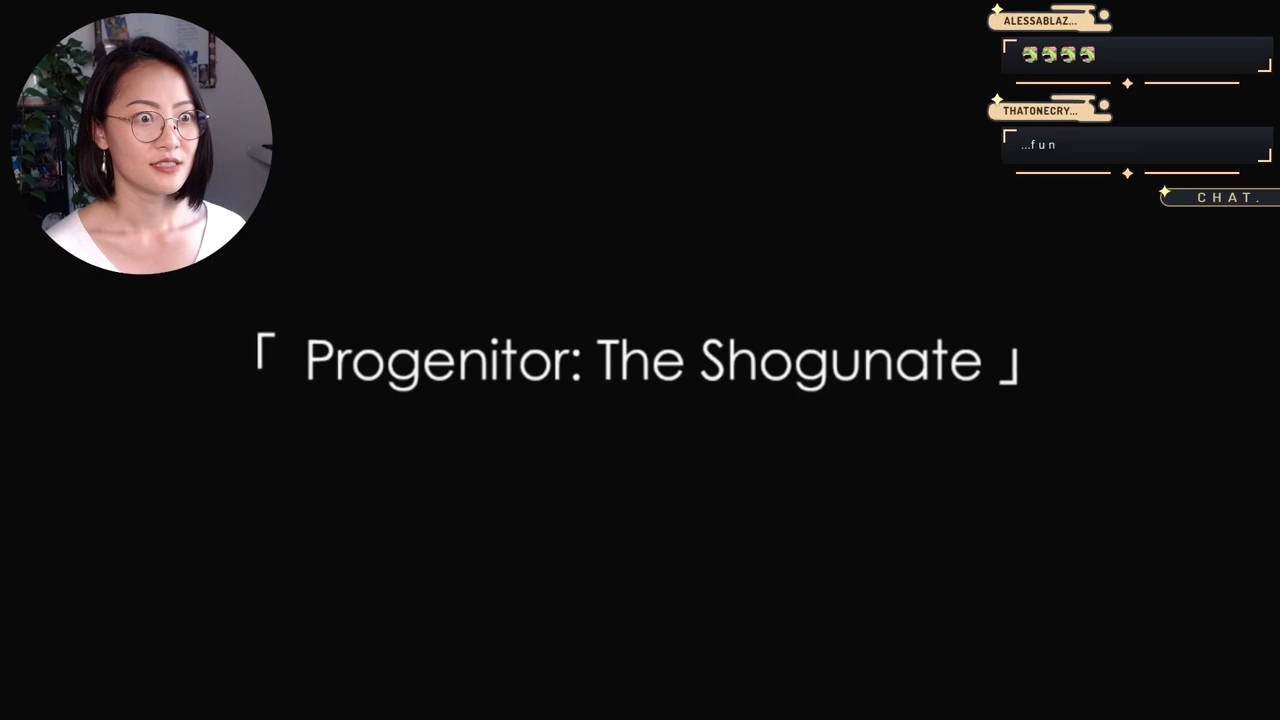 ALESSABLAZ...
THATONECRY...
...fun
CHAT.
「 Progenitor: The Shogunate 」